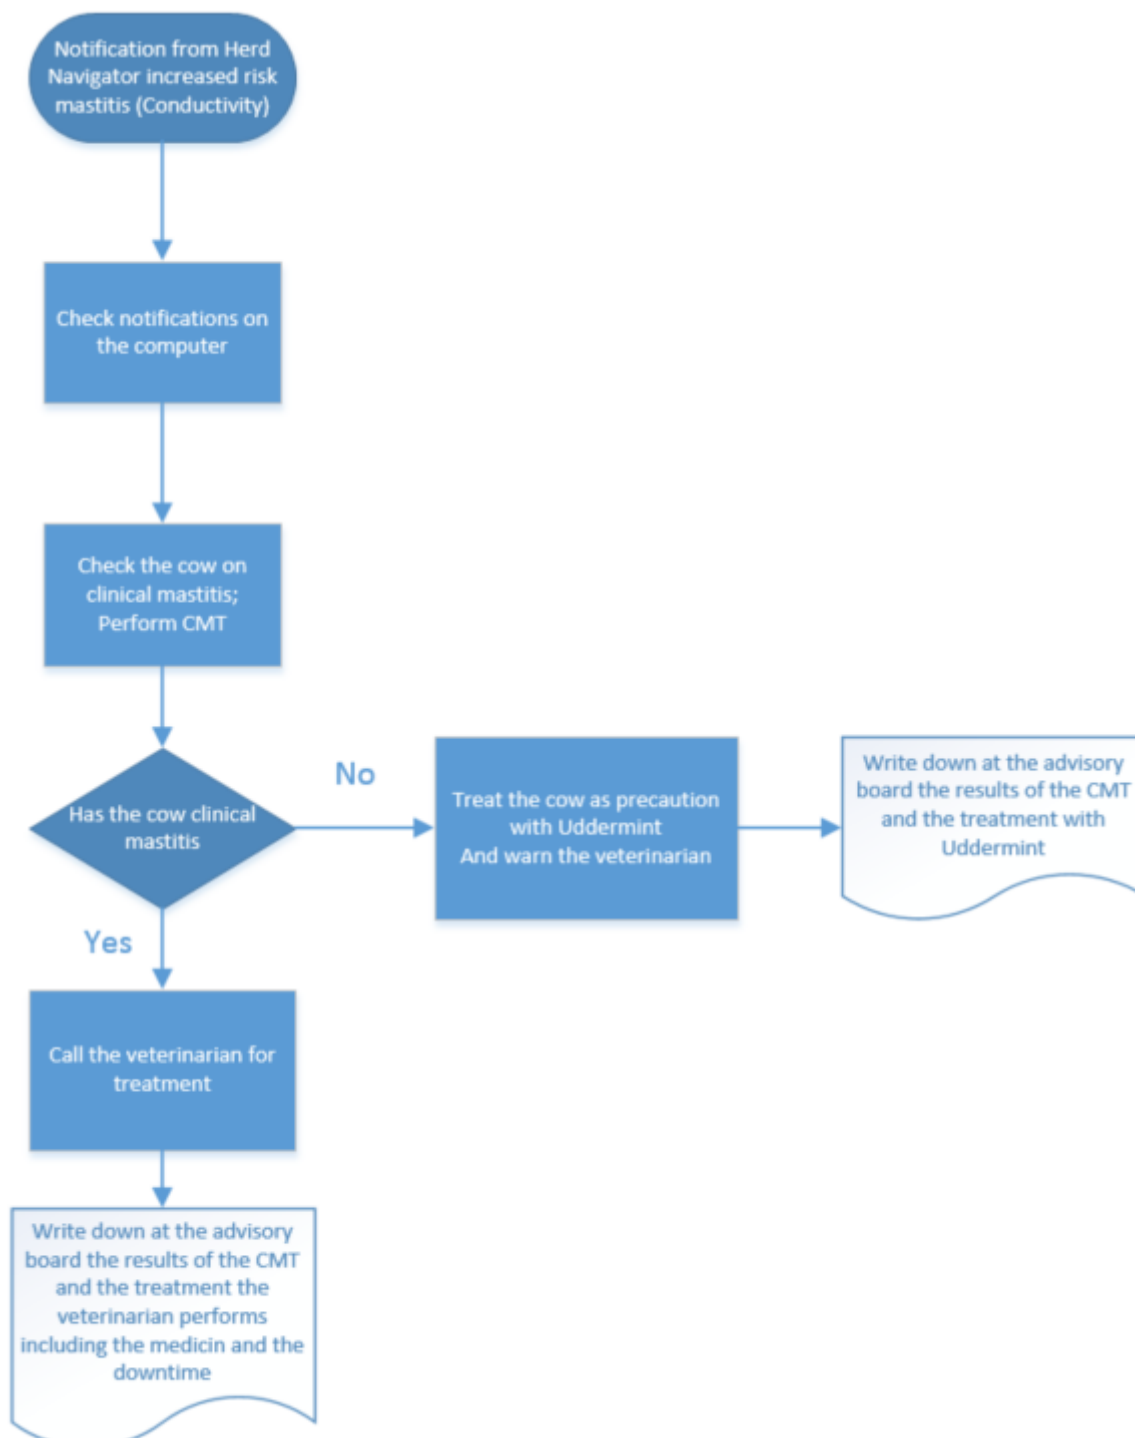 Notification from Herd
Navigator increased risk
mastitis (Conductivity)
Check notifications on
the computer
Check the cow on
clinical mastitis;
Perform CMT
Has the cow clinical
mastitis
No
Treat the cow as precaution
with Uddermint
And warn the veterinarian
Write down at the advisory
board the results of the CMT
and the treatment with
Uddermint
Yes
Call the veterinarian for
treatment
Write down at the advisory
board the results of the CMT
and the treatment the
veterinarian performs
including the medicin and the
downtime